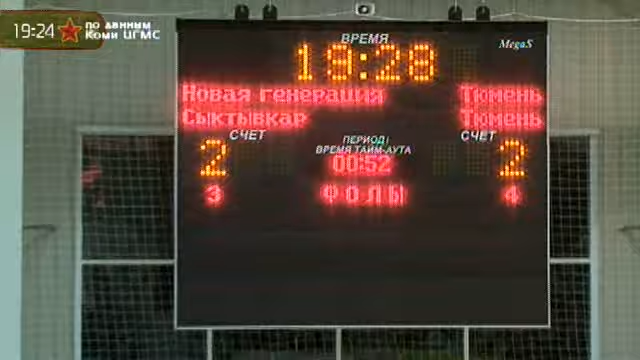 19:24 ПО ДАННЫМ
КОМИ ЦГМС
ВРЕМЯ
MegaS
18:28
Новая генерация Тюмень
Сыктывкар Тюмень
СЧЕТ ПЕРИОД/ СЧЕТ
ВРЕМЯ ТАЙМ-АУТА
2 00:52 2
3 ФОЛЫ 4